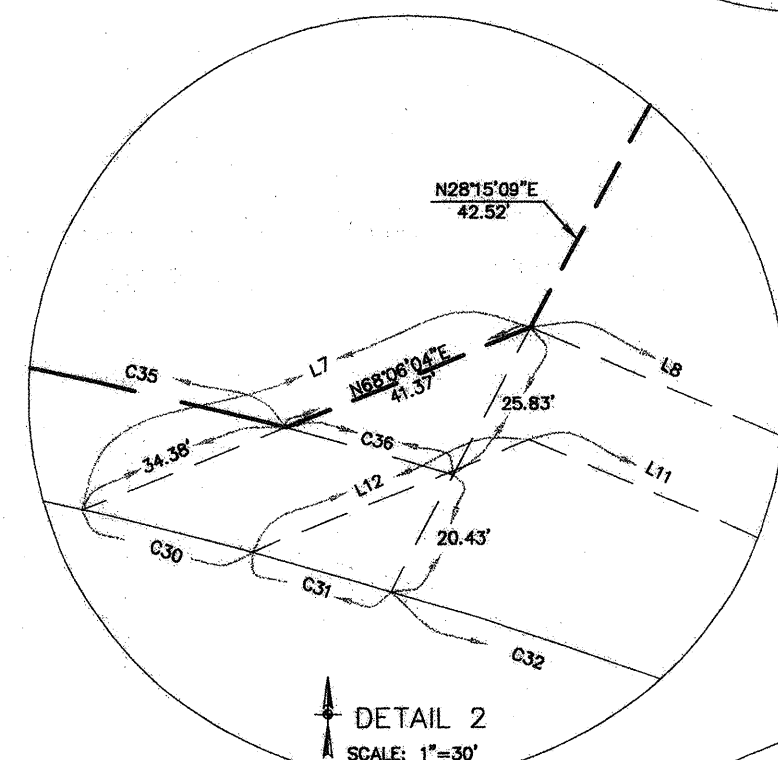 N28°15'09"E
42.52'
L7
C35
N68°06'04"E
41.37'
L8
25.83'
C36
34.38'
L12
L11
20.43'
C30
C31
C32
DETAIL 2
SCALE: 1"=30'